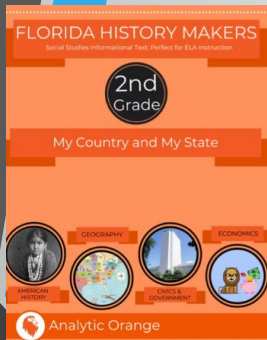 FLORIDA HISTORY MAKERS
Social Studies Informational Text: Perfect for ELA Instruction
2nd
Grade
My Country and My State
GEOGRAPHY
ECONOMICS
AMERICAN
HISTORY
CIVICS &
GOVERNMENT
Analytic Orange